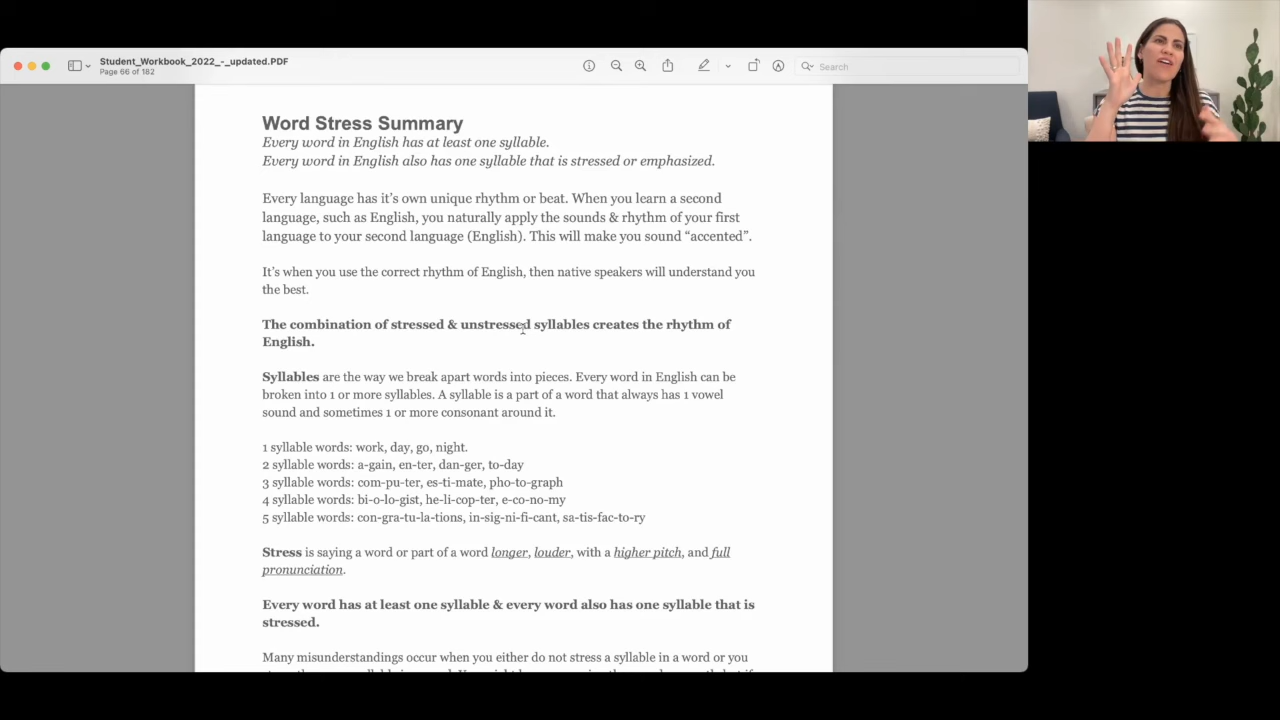 Student_Workbook_2022_-_updated.PDF
Page 66 of 182
Search
Word Stress Summary
Every word in English has at least one syllable.
Every word in English also has one syllable that is stressed or emphasized.
Every language has it's own unique rhythm or beat. When you learn a second
language, such as English, you naturally apply the sounds & rhythm of your first
language to your second language (English). This will make you sound “accented”.
It's when you use the correct rhythm of English, then native speakers will understand you
the best.
The combination of stressed & unstressed syllables creates the rhythm of
English.
Syllables are the way we break apart words into pieces. Every word in English can be
broken into 1 or more syllables. A syllable is a part of a word that always has 1 vowel
sound and sometimes 1 or more consonant around it.
1 syllable words: work, day, go, night.
2 syllable words: a-gain, en-ter, dan-ger, to-day
3 syllable words: com-pu-ter, es-ti-mate, pho-to-graph
4 syllable words: bi-o-lo-gist, he-li-cop-ter, e-co-no-my
5 syllable words: con-gra-tu-la-tions, in-sig-ni-fi-cant, sa-tis-fac-to-ry
Stress is saying a word or part of a word longer, louder, with a higher pitch, and full
pronunciation.
Every word has at least one syllable & every word also has one syllable that is
stressed.
Many misunderstandings occur when you either do not stress a syllable in a word or you